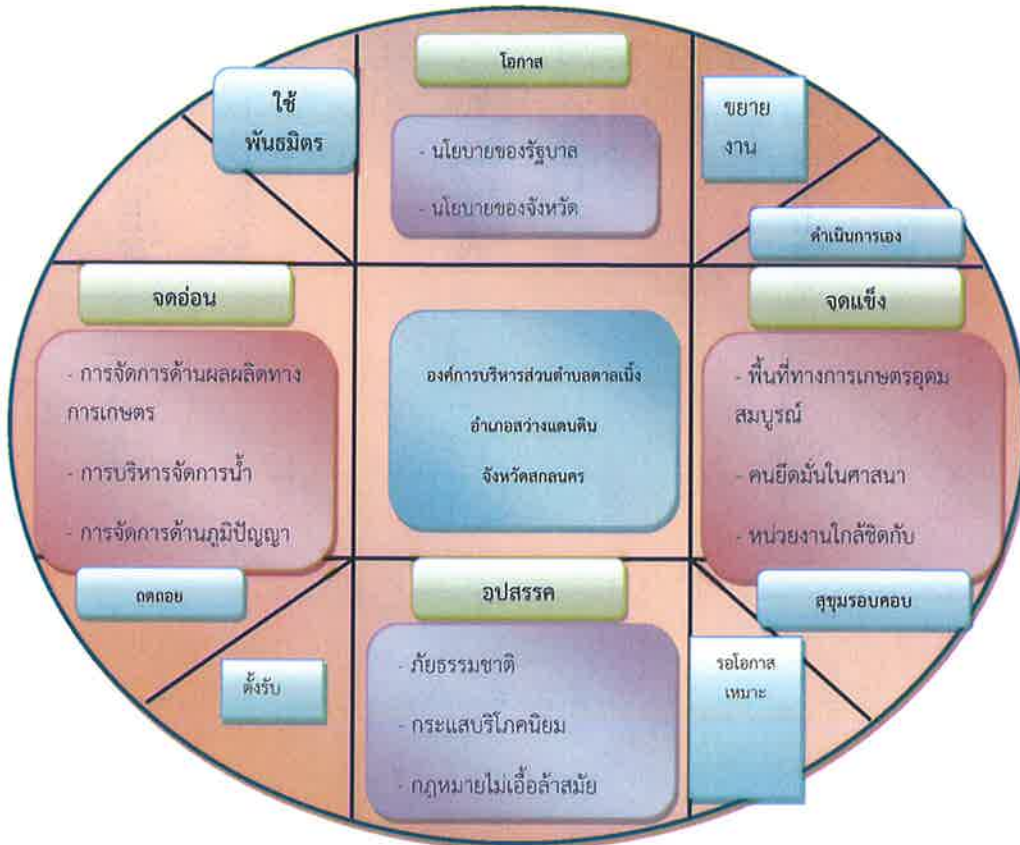 โอกาส
ใช้
พันธมิตร
ขยาย
งาน
- นโยบายของรัฐบาล
- นโยบายของจังหวัด
ดำเนินการเอง
จดอ่อน
จดแข็ง
- การจัดการด้านผลผลิตทาง
การเกษตร
- การบริหารจัดการน้ำ
- การจัดการด้านภูมิปัญญา
องค์การบริหารส่วนตำบลตาลเนิ้ง
อำเภอสว่างแดนดิน
จังหวัดสกลนคร
- พื้นที่ทางการเกษตรอุดม
สมบูรณ์
- คนยึดมั่นในศาสนา
- หน่วยงานใกล้ชิดกับ
ถดถอย
อปสรรค
สุขุมรอบคอบ
ตั้งรับ
- ภัยธรรมชาติ
- กระแสบริโภคนิยม
- กฎหมายไม่เอื้อล้าสมัย
รอโอกาส
เหมาะ